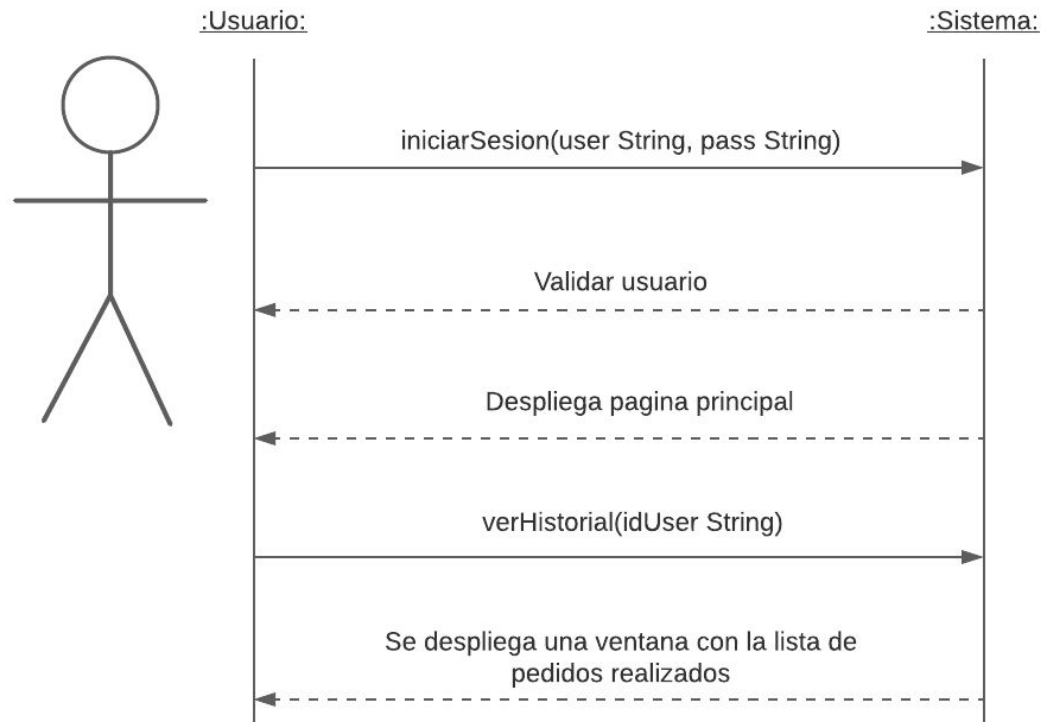 :Usuario:
:Sistema:
iniciarSesion(user String, pass String)
Validar usuario
Despliega pagina principal
verHistorial(idUser String)
Se despliega una ventana con la lista de
pedidos realizados